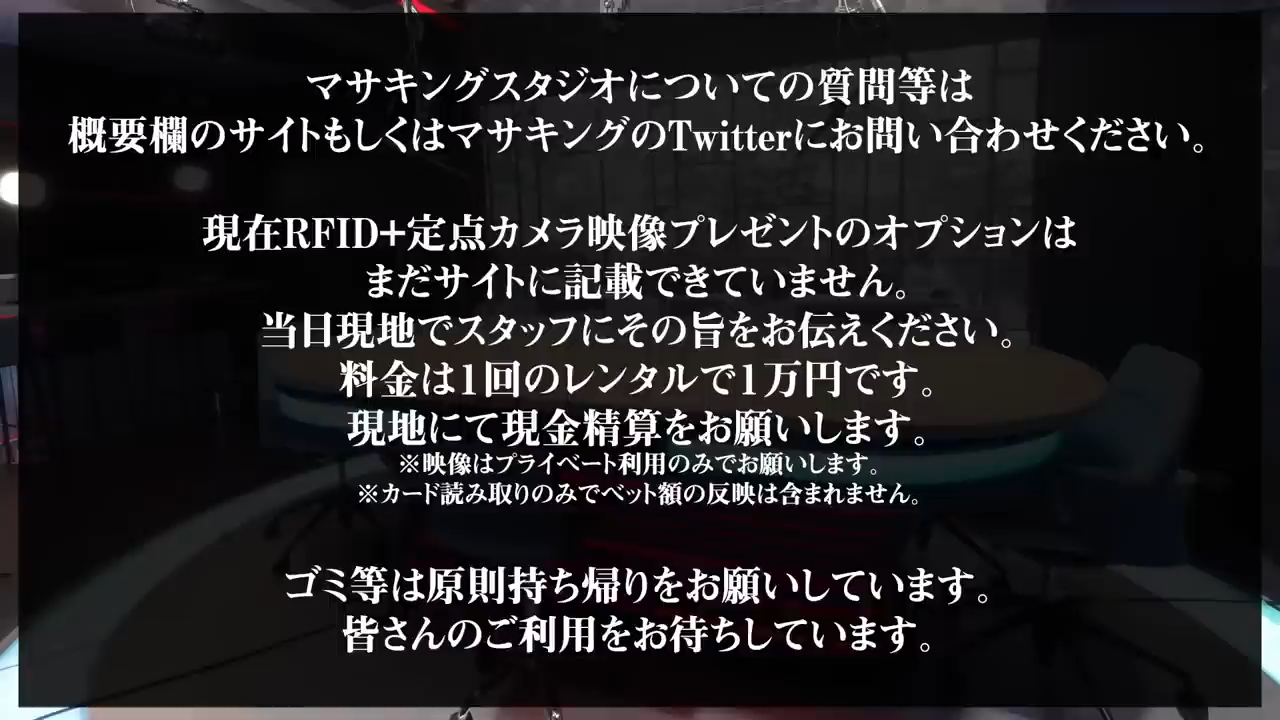 マサキングスタジオについての質問等は
概要欄のサイトもしくはマサキングのTwitterにお問い合わせください。
現在RFID+定点カメラ映像プレゼントのオプションは
まだサイトに記載できていません。
当日現地でスタッフにその旨をお伝えください。
料金は1回のレンタルで1万円です。
現地にて現金精算をお願いします。
※映像はプライベート利用のみでお願いします。
※カード読み取りのみでベット額の反映は含まれません。
ゴミ等は原則持ち帰りをお願いしています。
皆さんのご利用をお待ちしています。